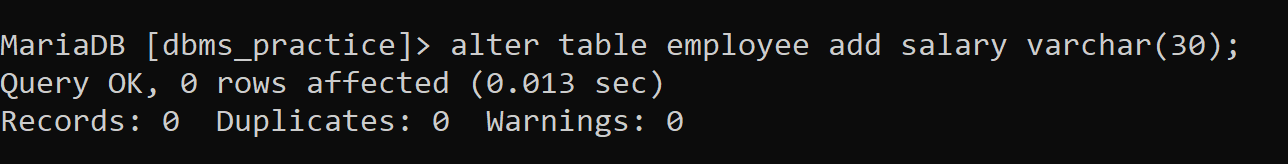 MariaDB [dbms_practice]> alter table employee add salary varchar(30);
Query OK, 0 rows affected (0.013 sec)
Records: 0  Duplicates: 0  Warnings: 0